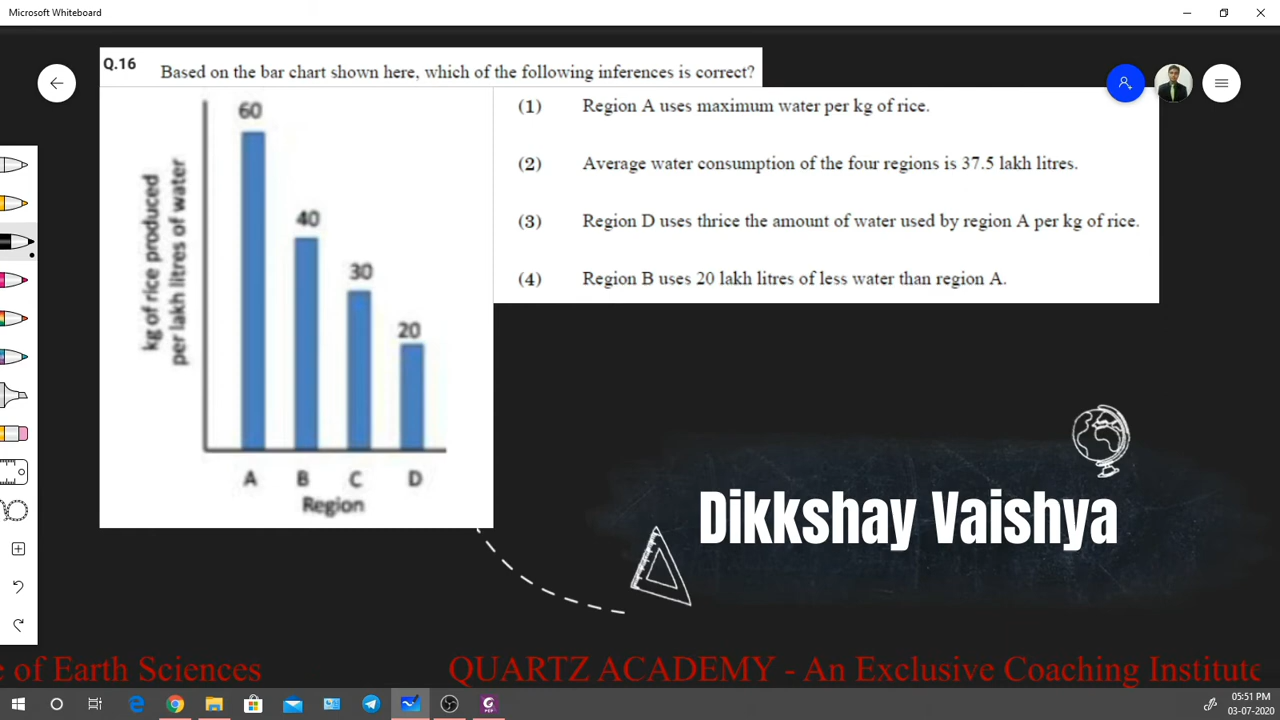 Microsoft Whiteboard
Q.16 Based on the bar chart shown here, which of the following inferences is correct?
60
40
30
20
kg of rice produced
per lakh litres of water
A B C D
Region
(1) Region A uses maximum water per kg of rice.
(2) Average water consumption of the four regions is 37.5 lakh litres.
(3) Region D uses thrice the amount of water used by region A per kg of rice.
(4) Region B uses 20 lakh litres of less water than region A.
Dikkshay Vaishya
e of Earth Sciences QUARTZ ACADEMY - An Exclusive Coaching Institute
05:51 PM
03-07-2020